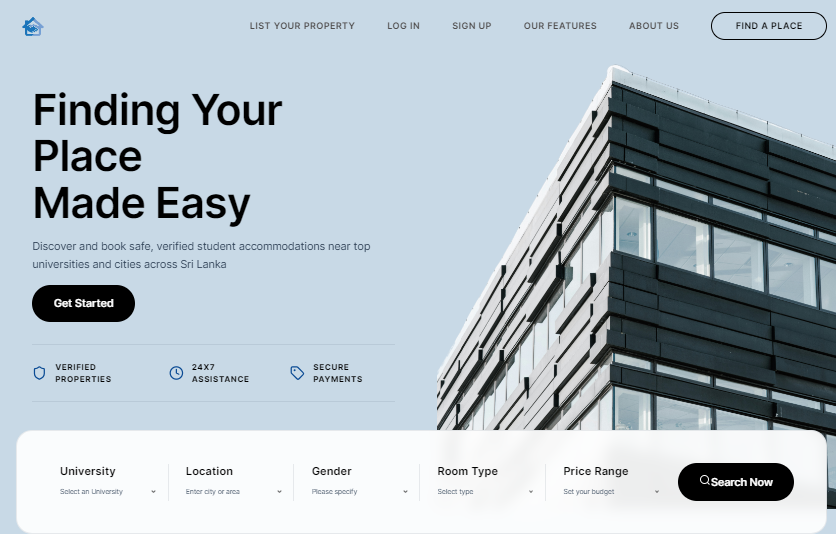 LIST YOUR PROPERTY LOG IN SIGN UP OUR FEATURES ABOUT US FIND A PLACE
Finding Your
Place
Made Easy
Discover and book safe, verified student accommodations near top
universities and cities across Sri Lanka
Get Started
VERIFIED
PROPERTIES
24X7
ASSISTANCE
SECURE
PAYMENTS
University Location Gender Room Type Price Range
Select an University Enter city or area Please specify Select type Set your budget
Search Now